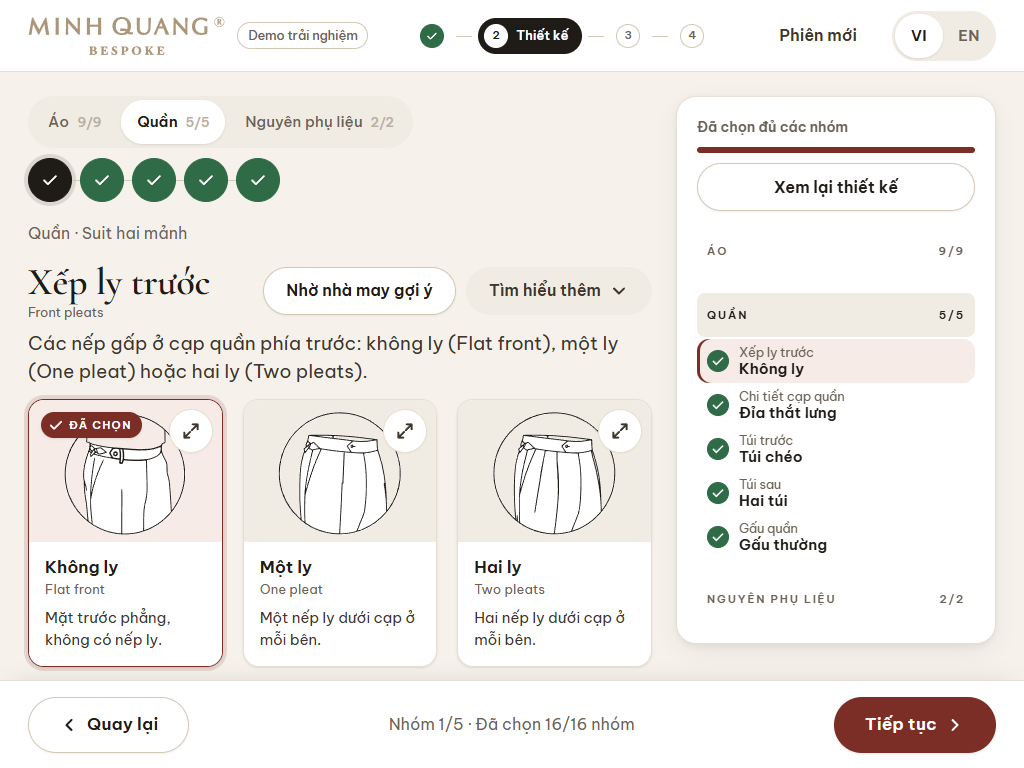 MINH QUANG®
BESPOKE
Demo trải nghiệm
2 Thiết kế
3
4
Phiên mới
VI
EN
Áo 9/9
Quần 5/5
Nguyên phụ liệu 2/2
Quần · Suit hai mảnh
Xếp ly trước
Front pleats
Nhờ nhà may gợi ý
Tìm hiểu thêm
Các nếp gấp ở cạp quần phía trước: không ly (Flat front), một ly
(One pleat) hoặc hai ly (Two pleats).
ĐÃ CHỌN
Không ly
Flat front
Mặt trước phẳng,
không có nếp ly.
Một ly
One pleat
Một nếp ly dưới cạp ở
mỗi bên.
Hai ly
Two pleats
Hai nếp ly dưới cạp ở
mỗi bên.
Đã chọn đủ các nhóm
Xem lại thiết kế
ÁO 9/9
QUẦN 5/5
Xếp ly trước
Không ly
Chi tiết cạp quần
Đỉa thắt lưng
Túi trước
Túi chéo
Túi sau
Hai túi
Gấu quần
Gấu thường
NGUYÊN PHỤ LIỆU 2/2
Quay lại
Nhóm 1/5 · Đã chọn 16/16 nhóm
Tiếp tục